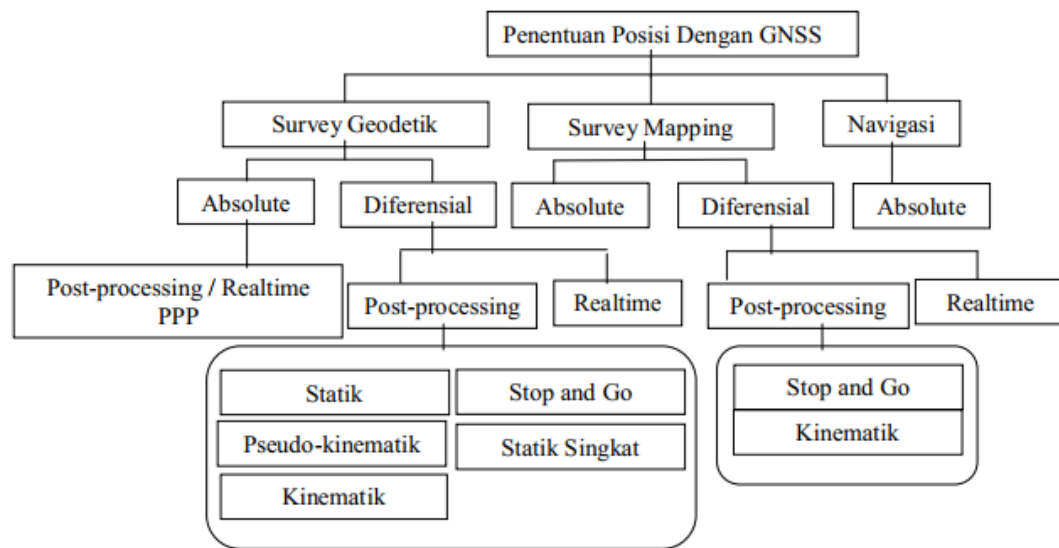 Penentuan Posisi Dengan GNSS
Survey Geodetik
Survey Mapping
Navigasi
Absolute
Diferensial
Absolute
Diferensial
Absolute
Post-processing / Realtime
PPP
Post-processing
Realtime
Post-processing
Realtime
Statik
Stop and Go
Pseudo-kinematik
Statik Singkat
Kinematik
Stop and Go
Kinematik